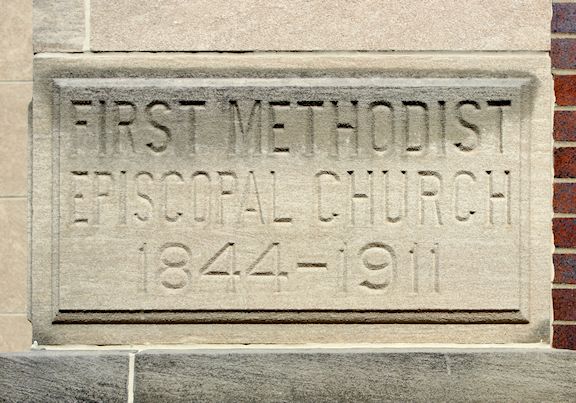 FIRST METHODIST
EPISCOPAL CHURCH
1844-1911